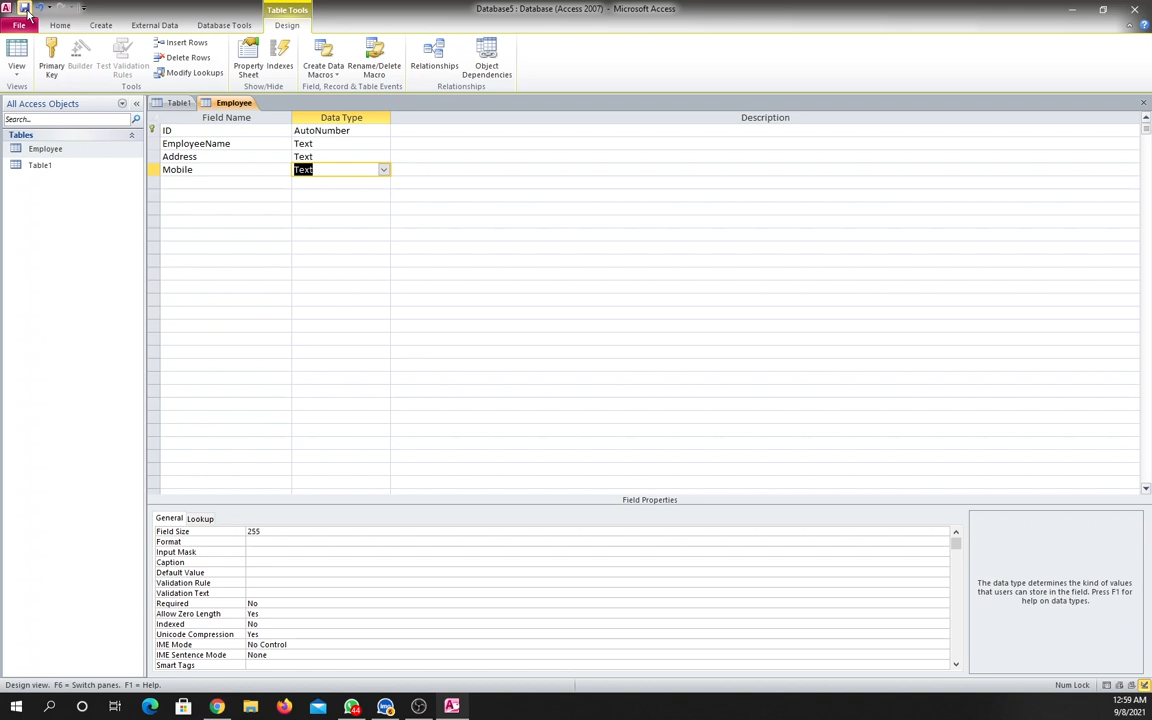 Table Tools
Database5 : Database (Access 2007) - Microsoft Access
File
Home
Create
External Data
Database Tools
Design
View
Primary Key
Builder
Test Validation Rules
Insert Rows
Delete Rows
Modify Lookups
Property Sheet
Indexes
Create Data Macros
Rename/Delete Macro
Relationships
Object Dependencies
Views
Tools
Show/Hide
Field, Record & Table Events
Relationships
All Access Objects
Search...
Tables
Employee
Table1
Table1
Employee
Field Name
Data Type
Description
ID
AutoNumber
EmployeeName
Text
Address
Text
Mobile
Text
Field Properties
General
Lookup
Field Size
255
Format
Input Mask
Caption
Default Value
Validation Rule
Validation Text
Required
No
Allow Zero Length
Yes
Indexed
No
Unicode Compression
Yes
IME Mode
No Control
IME Sentence Mode
None
Smart Tags
The data type determines the kind of values
that users can store in the field. Press F1 for
help on data types.
Design view. F6 = Switch panes. F1 = Help.
Num Lock
44
12:59 AM
9/8/2021